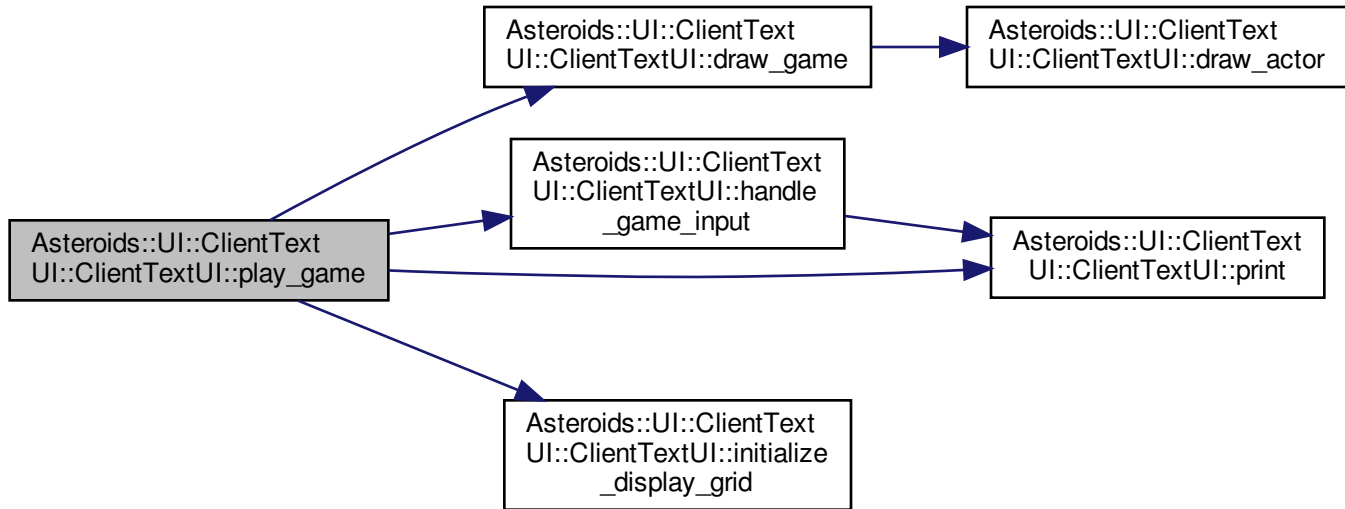 Asteroids::UI::ClientText
UI::ClientTextUI::play_game
Asteroids::UI::ClientText
UI::ClientTextUI::draw_game
Asteroids::UI::ClientText
UI::ClientTextUI::draw_actor
Asteroids::UI::ClientText
UI::ClientTextUI::handle
_game_input
Asteroids::UI::ClientText
UI::ClientTextUI::print
Asteroids::UI::ClientText
UI::ClientTextUI::initialize
_display_grid